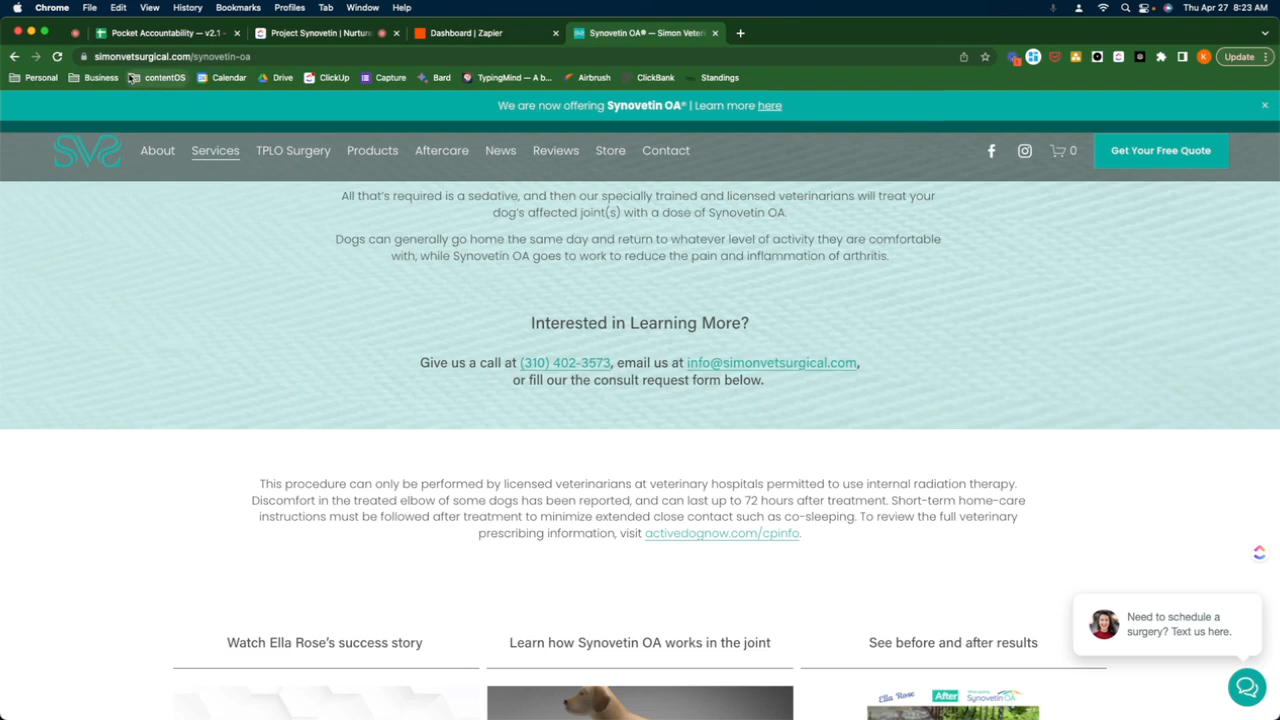 Chrome File Edit View History Bookmarks Profiles Tab Window Help Thu Apr 27 8:23 AM
Pocket Accountability — v2.1 - Project Synovetin | Nurture Dashboard | Zapier Synovetin OA® — Simon Veter
simonvetsurgical.com/synovetin-oa K Update
Personal Business contentOS Calendar Drive ClickUp Capture Bard TypingMind — A b... Airbrush ClickBank Standings
We are now offering Synovetin OA® | Learn more here
SVS About Services TPLO Surgery Products Aftercare News Reviews Store Contact 0 Get Your Free Quote
All that's required is a sedative, and then our specially trained and licensed veterinarians will treat your
dog's affected joint(s) with a dose of Synovetin OA.
Dogs can generally go home the same day and return to whatever level of activity they are comfortable
with, while Synovetin OA goes to work to reduce the pain and inflammation of arthritis.
Interested in Learning More?
Give us a call at (310) 402-3573, email us at info@simonvetsurgical.com,
or fill our the consult request form below.
This procedure can only be performed by licensed veterinarians at veterinary hospitals permitted to use internal radiation therapy.
Discomfort in the treated elbow of some dogs has been reported, and can last up to 72 hours after treatment. Short-term home-care
instructions must be followed after treatment to minimize extended close contact such as co-sleeping. To review the full veterinary
prescribing information, visit activedognow.com/cpinfo.
Need to schedule a
surgery? Text us here.
Watch Ella Rose's success story Learn how Synovetin OA works in the joint See before and after results
Ella Rose After Synovetin OA